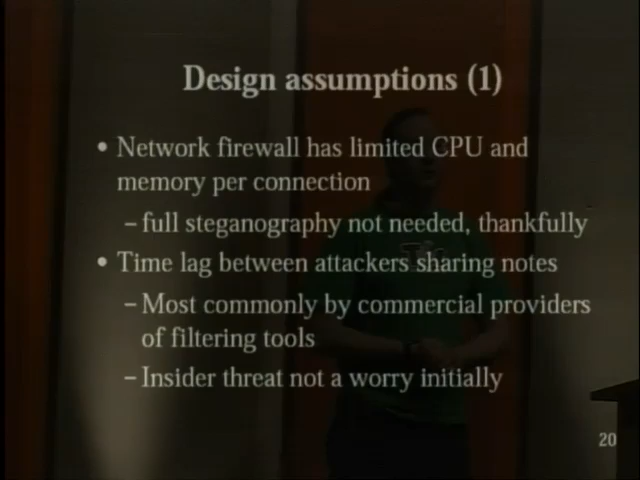 Design assumptions (1)
• Network firewall has limited CPU and
memory per connection
– full steganography not needed, thankfully
• Time lag between attackers sharing notes
– Most commonly by commercial providers
of filtering tools
– Insider threat not a worry initially
20